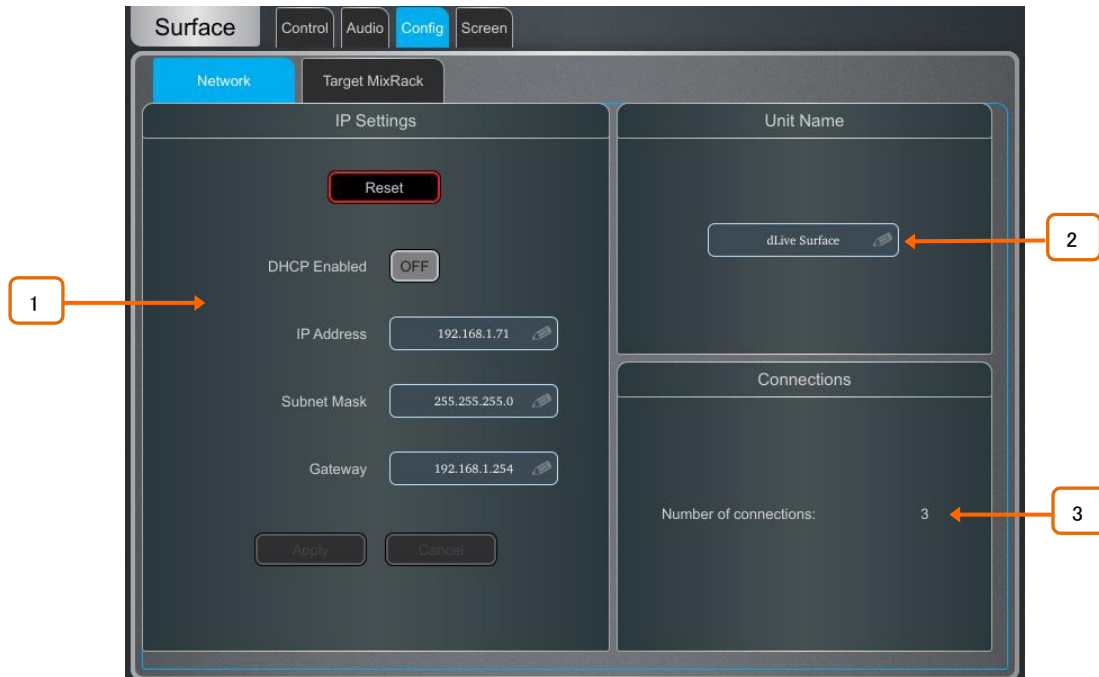 Surface
Control
Audio
Config
Screen
Network
Target MixRack
IP Settings
Reset
DHCP Enabled OFF
IP Address 192.168.1.71
Subnet Mask 255.255.255.0
Gateway 192.168.1.254
Apply
Cancel
Unit Name
dLive Surface
Connections
Number of connections: 3
1
2
3